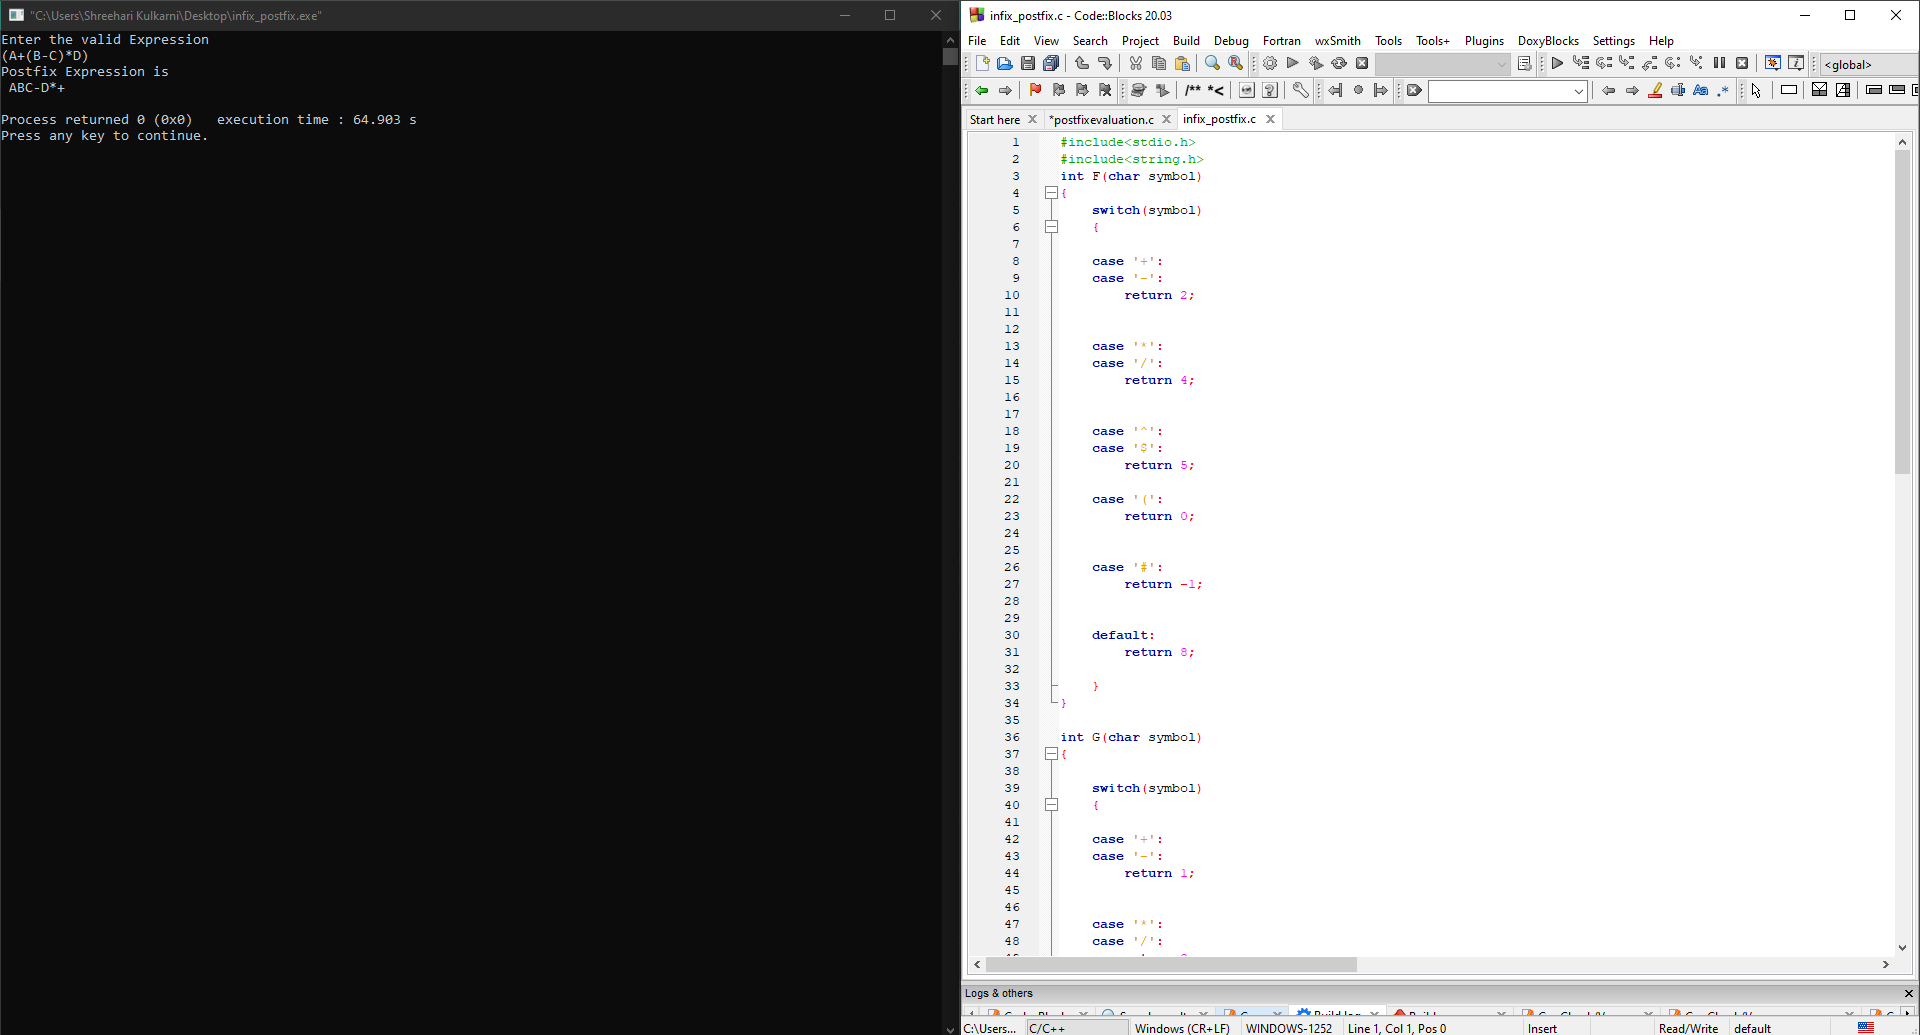 "C:\Users\Shreehari Kulkarni\Desktop\infix_postfix.exe"
Enter the valid Expression
(A+(B-C)*D)
Postfix Expression is
ABC-D*+
Process returned 0 (0x0)   execution time : 64.903 s
Press any key to continue.
infix_postfix.c - Code::Blocks 20.03
File Edit View Search Project Build Debug Fortran wxSmith Tools Tools+ Plugins DoxyBlocks Settings Help
<global>
/** *<
Start here *postfixevaluation.c infix_postfix.c
1 #include<stdio.h>
2 #include<string.h>
3 int F(char symbol)
4 {
5     switch(symbol)
6     {
7
8     case '+':
9     case '-':
10         return 2;
11
12
13     case '*':
14     case '/':
15         return 4;
16
17
18     case '^':
19     case '$':
20         return 5;
21
22     case '(':
23         return 0;
24
25
26     case '#':
27         return -1;
28
29
30     default:
31         return 8;
32
33     }
34 }
35
36 int G(char symbol)
37 {
38
39     switch(symbol)
40     {
41
42     case '+':
43     case '-':
44         return 1;
45
46
47     case '*':
48     case '/':
Logs & others
C:\Users... C/C++ Windows (CR+LF) WINDOWS-1252 Line 1, Col 1, Pos 0 Insert Read/Write default